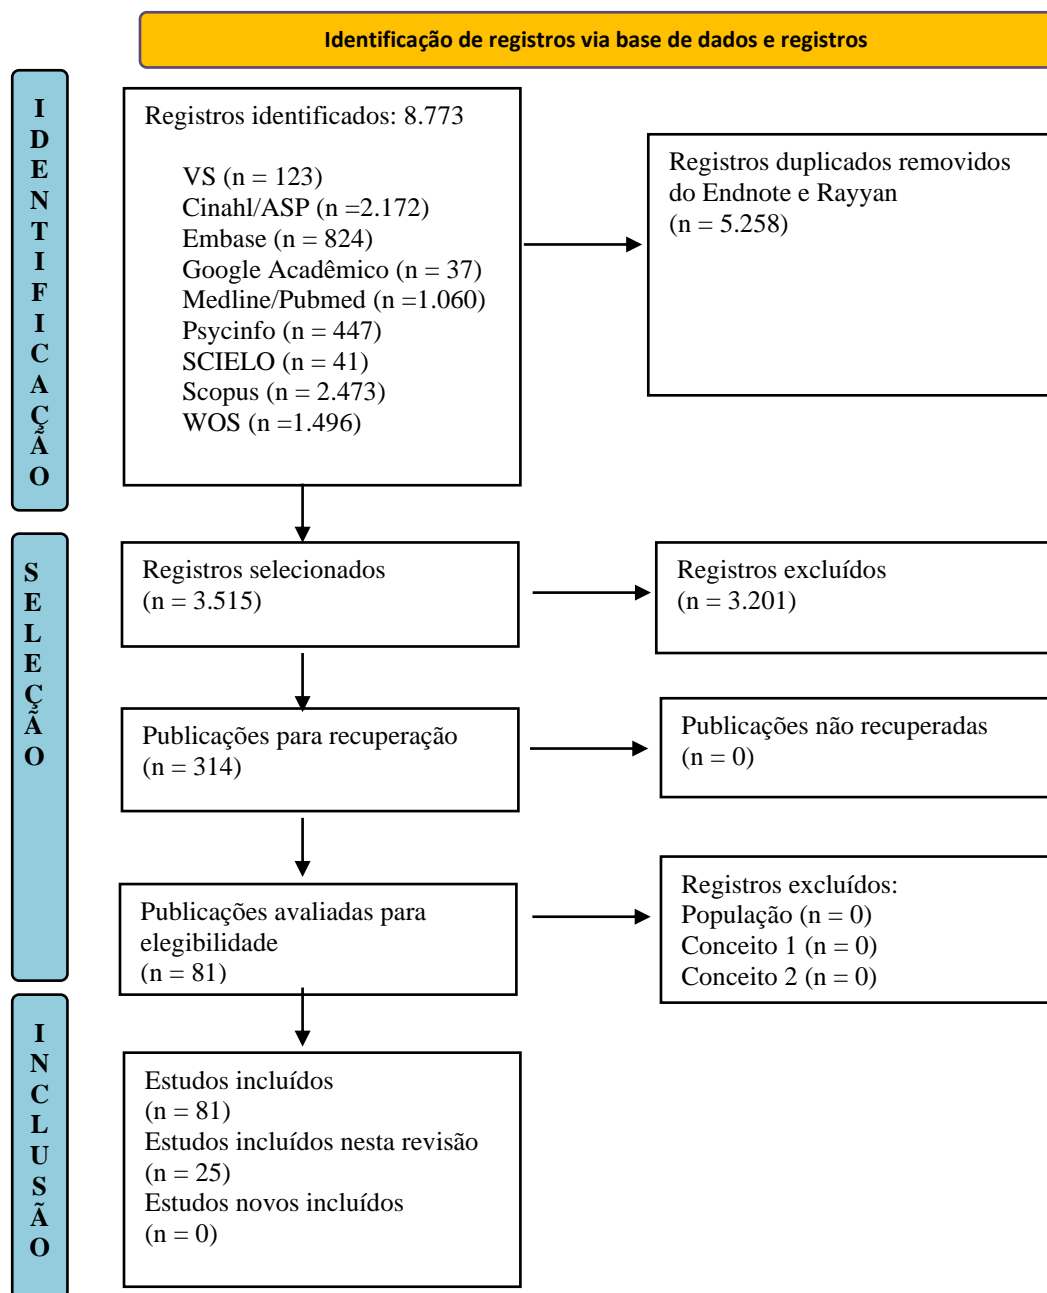 Identificação de registros via base de dados e registros
IDENTIFICAÇÃO
Registros identificados: 8.773
VS (n = 123)
Cinahl/ASP (n =2.172)
Embase (n = 824)
Google Acadêmico (n = 37)
Medline/Pubmed (n =1.060)
Psycinfo (n = 447)
SCIELO (n = 41)
Scopus (n = 2.473)
WOS (n =1.496)
Registros duplicados removidos
do Endnote e Rayyan
(n = 5.258)
SELEÇÃO
Registros selecionados
(n = 3.515)
Registros excluídos
(n = 3.201)
Publicações para recuperação
(n = 314)
Publicações não recuperadas
(n = 0)
Publicações avaliadas para
elegibilidade
(n = 81)
Registros excluídos:
População (n = 0)
Conceito 1 (n = 0)
Conceito 2 (n = 0)
INCLUSÃO
Estudos incluídos
(n = 81)
Estudos incluídos nesta revisão
(n = 25)
Estudos novos incluídos
(n = 0)